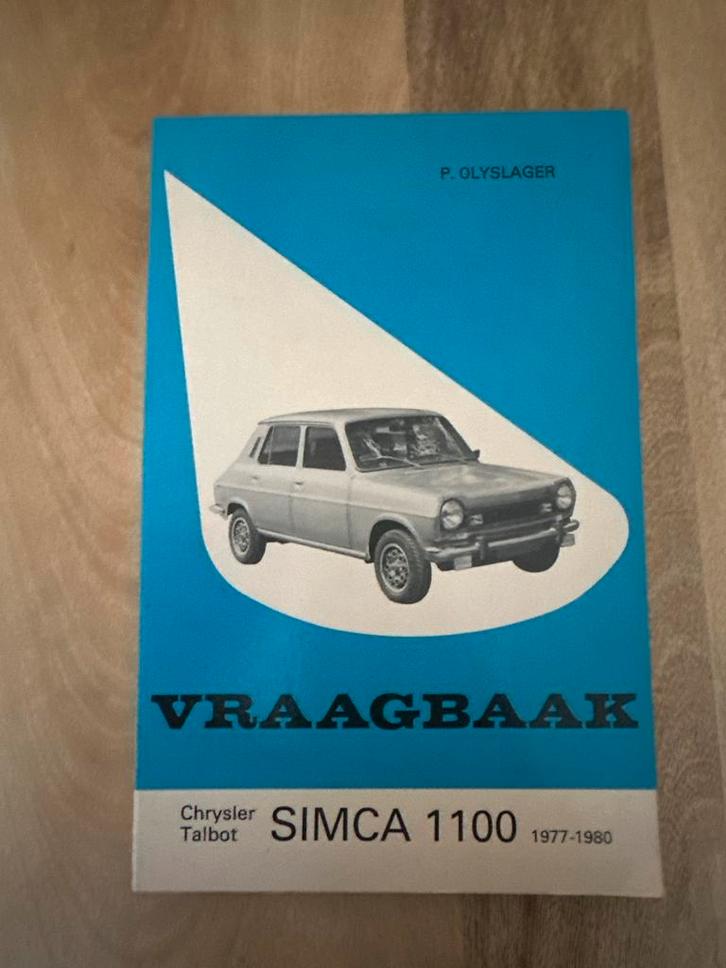 P. OLYSLAGER
VRAAGBAAK
Chrysler
Talbot
SIMCA 1100 1977-1980